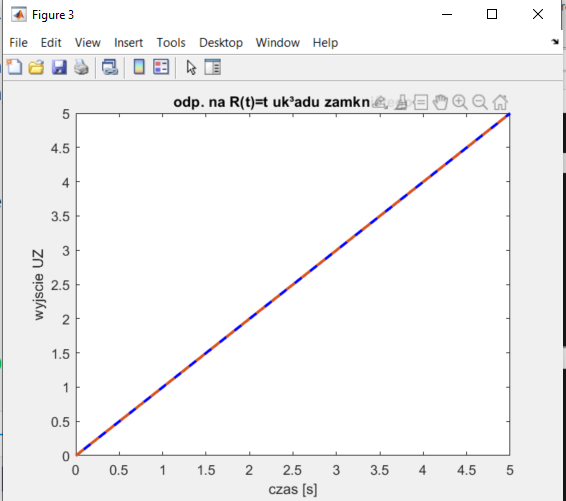 Figure 3
File Edit View Insert Tools Desktop Window Help
odp. na R(t)=t uk³adu zamkn
5
4.5
4
3.5
3
2.5
2
1.5
1
0.5
0
wyjscie UZ
0 0.5 1 1.5 2 2.5 3 3.5 4 4.5 5
czas [s]